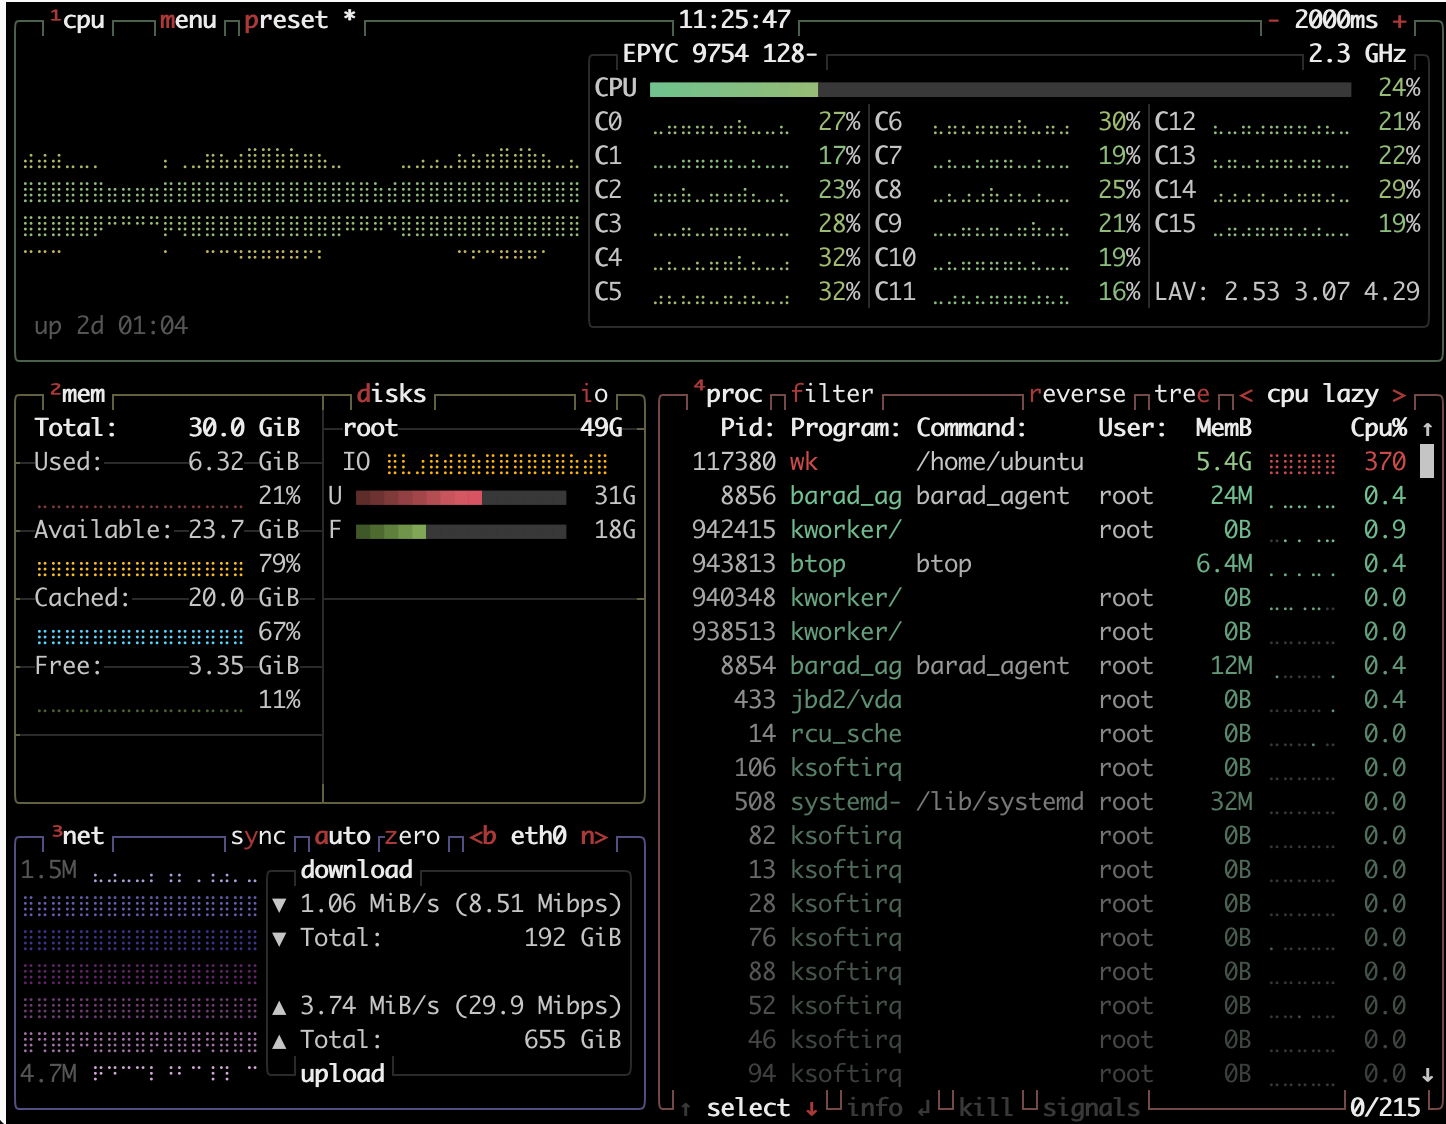 ¹cpu menu preset * 11:25:47 - 2000ms +
EPYC 9754 128- 2.3 GHz
CPU 24%
C0 27% C6 30% C12 21%
C1 17% C7 19% C13 22%
C2 23% C8 25% C14 29%
C3 28% C9 21% C15 19%
C4 32% C10 19%
C5 32% C11 16% LAV: 2.53 3.07 4.29
up 2d 01:04
²mem disks io
Total: 30.0 GiB root 49G
Used: 6.32 GiB IO
21% U 31G
Available: 23.7 GiB F 18G
79%
Cached: 20.0 GiB
67%
Free: 3.35 GiB
11%
³net sync auto zero <b eth0 n>
1.5M download
▼ 1.06 MiB/s (8.51 Mibps)
▼ Total: 192 GiB
▲ 3.74 MiB/s (29.9 Mibps)
▲ Total: 655 GiB
4.7M upload
⁴proc filter reverse tree < cpu lazy >
Pid: Program: Command: User: MemB Cpu% ↑
117380 wk /home/ubuntu 5.4G 370
8856 barad_ag barad_agent root 24M 0.4
942415 kworker/ root 0B 0.9
943813 btop btop 6.4M 0.4
940348 kworker/ root 0B 0.0
938513 kworker/ root 0B 0.0
8854 barad_ag barad_agent root 12M 0.4
433 jbd2/vda root 0B 0.4
14 rcu_sche root 0B 0.0
106 ksoftirq root 0B 0.0
508 systemd- /lib/systemd root 32M 0.0
82 ksoftirq root 0B 0.0
13 ksoftirq root 0B 0.0
28 ksoftirq root 0B 0.0
76 ksoftirq root 0B 0.0
88 ksoftirq root 0B 0.0
52 ksoftirq root 0B 0.0
46 ksoftirq root 0B 0.0
94 ksoftirq root 0B 0.0 ↓
↑ select ↓ info ↲ kill signals 0/215